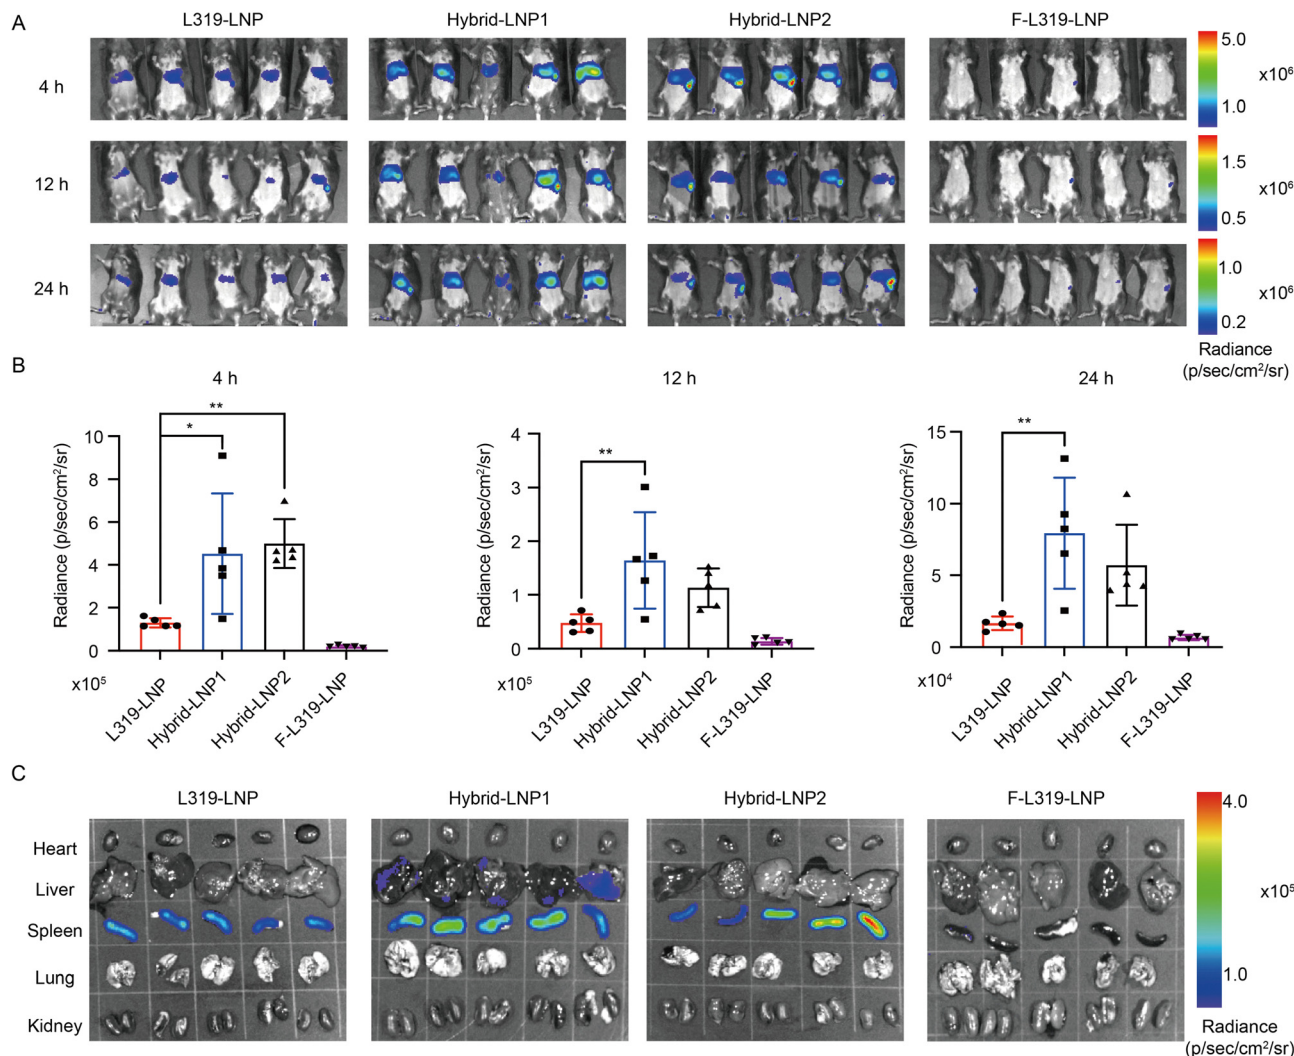 A
L319-LNP Hybrid-LNP1 Hybrid-LNP2 F-L319-LNP
4 h
5.0
x10⁶
1.0
12 h
1.5
x10⁶
0.5
24 h
1.0
x10⁶
0.2
Radiance
(p/sec/cm²/sr)
B
4 h
Radiance (p/sec/cm²/sr)
10
8
6
4
2
0
x10⁵
* **
L319-LNP
Hybrid-LNP1
Hybrid-LNP2
F-L319-LNP
12 h
Radiance (p/sec/cm²/sr)
4
3
2
1
0
x10⁵
**
L319-LNP
Hybrid-LNP1
Hybrid-LNP2
F-L319-LNP
24 h
Radiance (p/sec/cm²/sr)
15
10
5
0
x10⁴
**
L319-LNP
Hybrid-LNP1
Hybrid-LNP2
F-L319-LNP
C
L319-LNP Hybrid-LNP1 Hybrid-LNP2 F-L319-LNP
Heart
Liver
Spleen
Lung
Kidney
4.0
x10⁵
1.0
Radiance
(p/sec/cm²/sr)